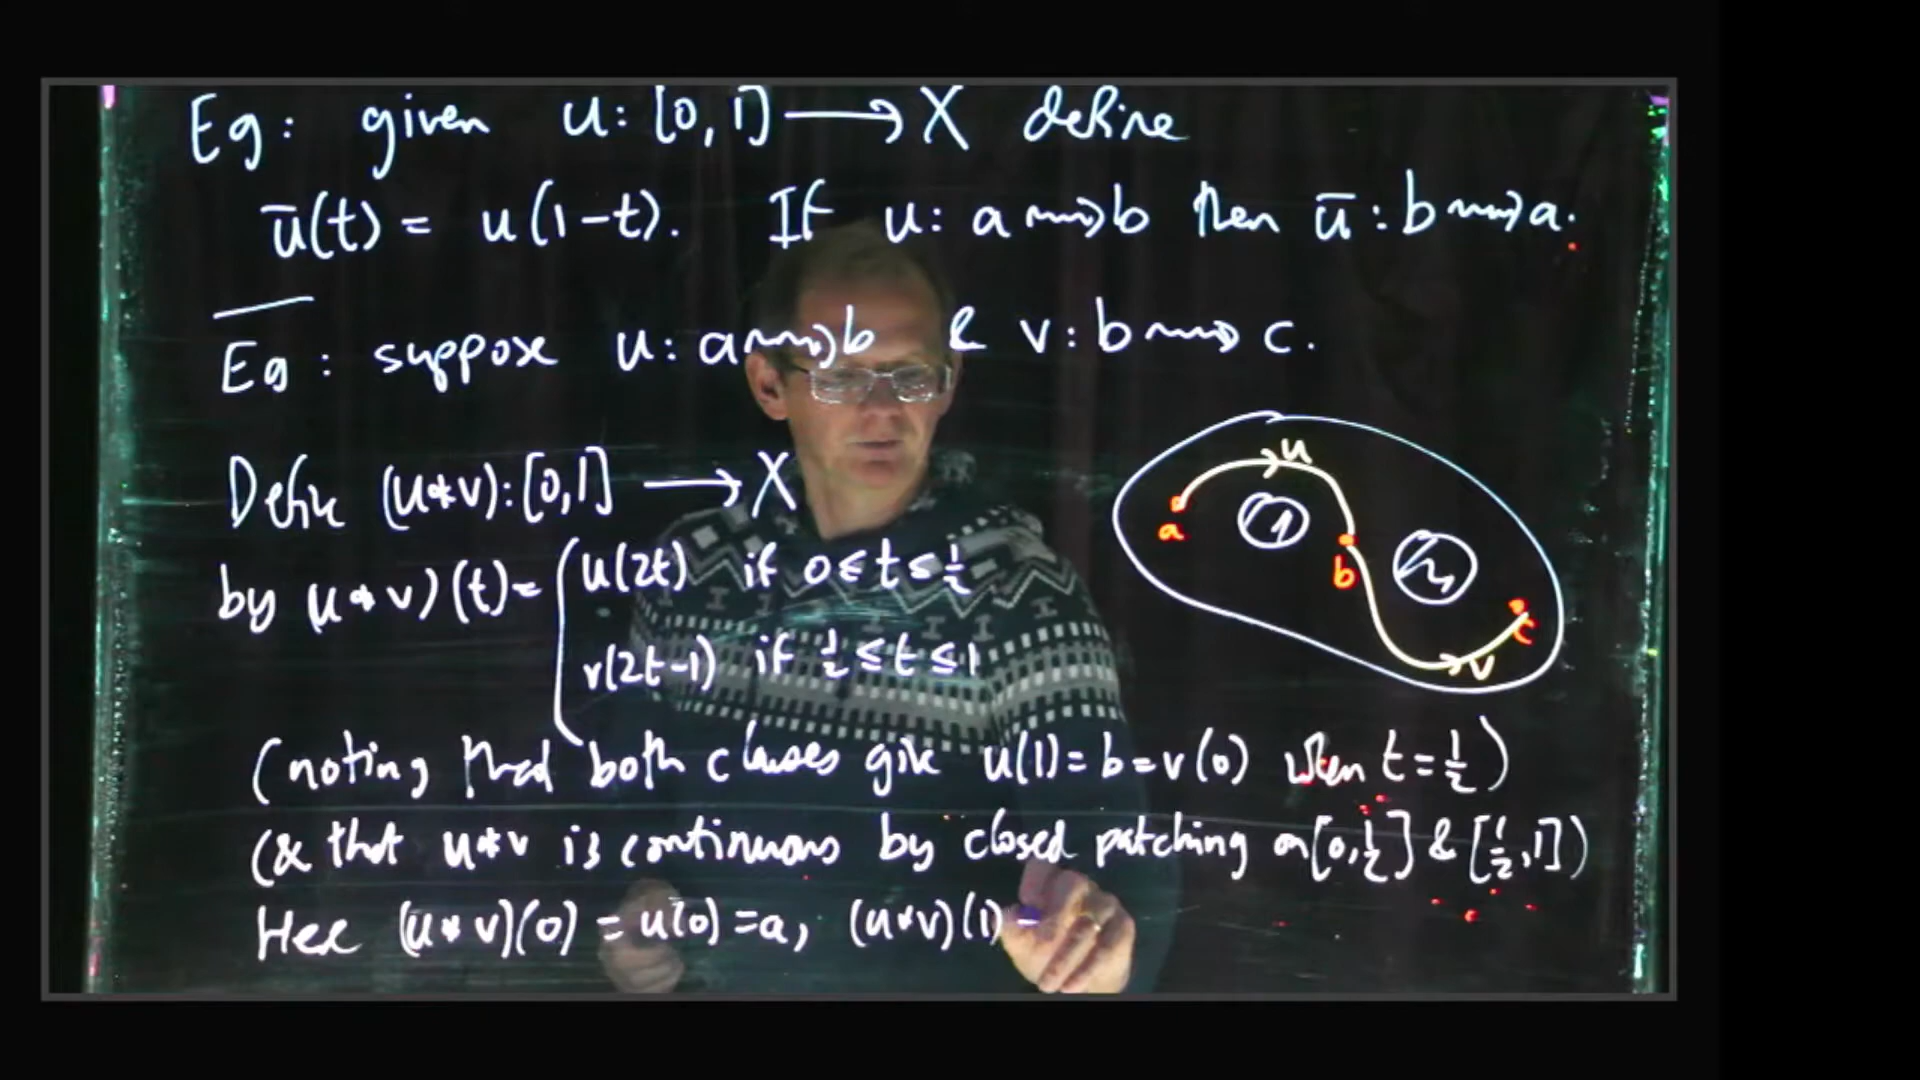 Eg: given u: [0,1] ⟶ X define
ū(t) = u(1-t). If u: a ⇝ b then ū: b ⇝ a.
Eg: suppose u: a ⇝ b & v: b ⇝ c.
Define (u*v): [0,1] ⟶ X
by u*v)(t) = { u(2t) if 0 ≤ t ≤ ½
v(2t-1) if ½ ≤ t ≤ 1
u
a
b
v
c
(noting that both clauses give u(1) = b = v(0) when t = ½)
(& that u*v is continuous by closed patching on [0,½] & [½,1])
Here (u*v)(0) = u(0) = a, (u*v)(1) =